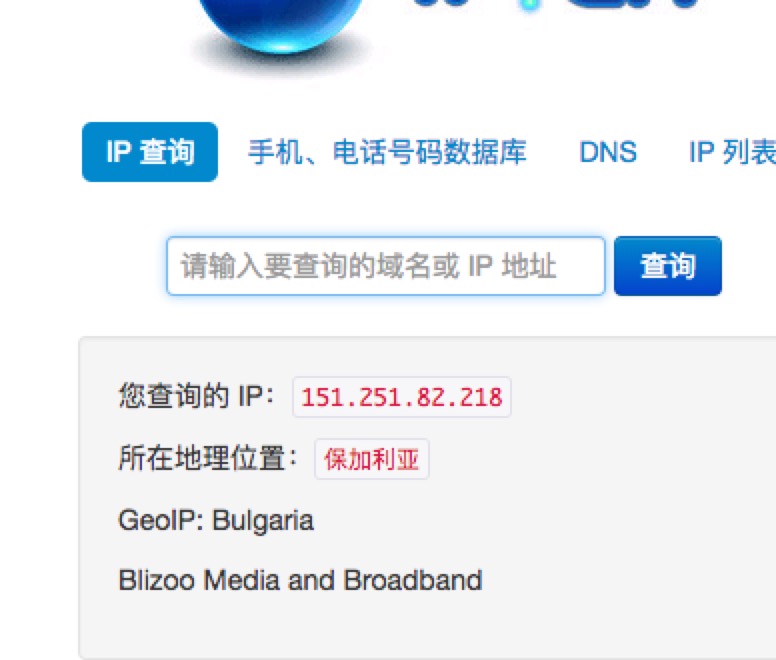 IP 查询 手机、电话号码数据库 DNS IP 列表
请输入要查询的域名或 IP 地址 查询
您查询的 IP： 151.251.82.218
所在地理位置： 保加利亚
GeoIP: Bulgaria
Blizoo Media and Broadband